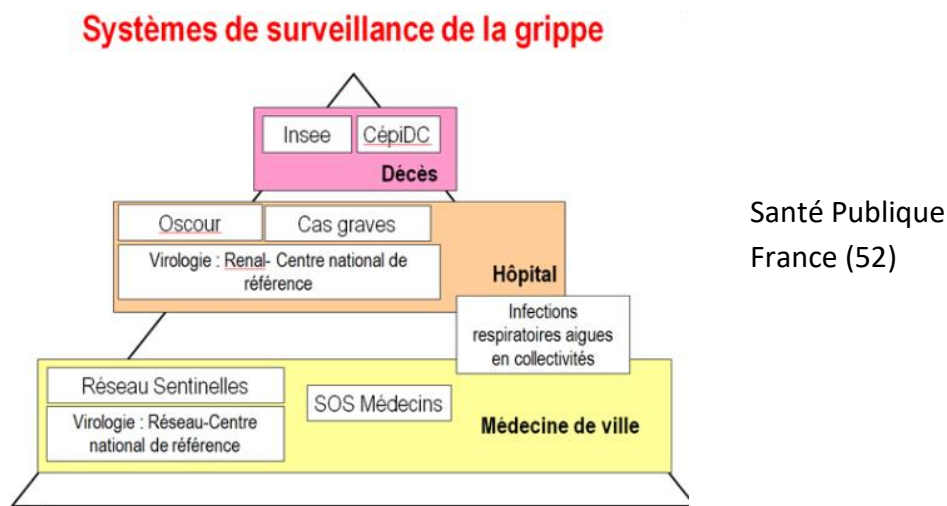 Systèmes de surveillance de la grippe
Insee
CépiDC
Décès
Oscour
Cas graves
Virologie : Renal- Centre national de
référence
Hôpital
Infections
respiratoires aigues
en collectivités
Réseau Sentinelles
SOS Médecins
Virologie : Réseau-Centre
national de référence
Médecine de ville
Santé Publique
France (52)